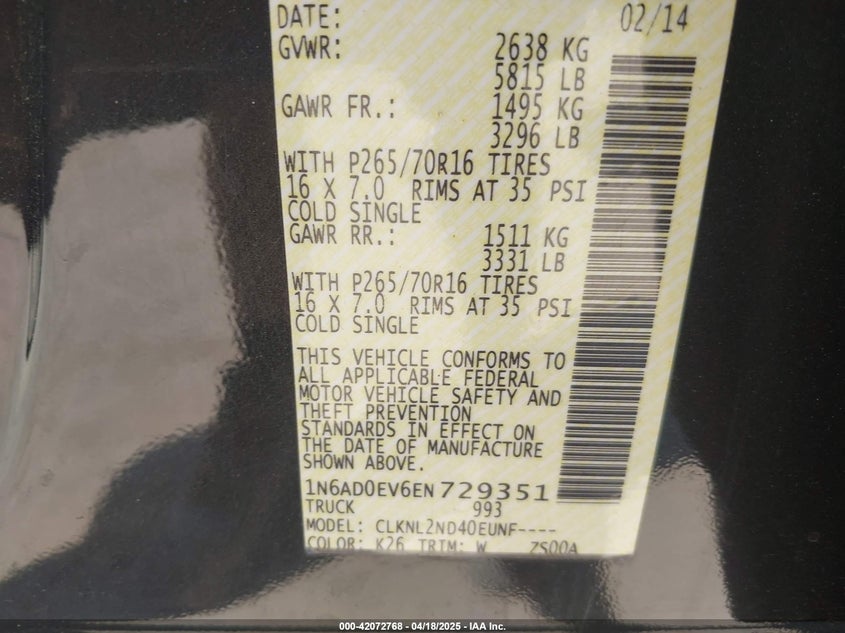 DATE: 02/14
GVWR: 2638 KG
5815 LB
GAWR FR.: 1495 KG
3296 LB
WITH P265/70R16 TIRES
16 X 7.0 RIMS AT 35 PSI
COLD SINGLE
GAWR RR.: 1511 KG
3331 LB
WITH P265/70R16 TIRES
16 X 7.0 RIMS AT 35 PSI
COLD SINGLE
THIS VEHICLE CONFORMS TO
ALL APPLICABLE FEDERAL
MOTOR VEHICLE SAFETY AND
THEFT PREVENTION
STANDARDS IN EFFECT ON
THE DATE OF MANUFACTURE
SHOWN ABOVE.
1N6AD0EV6EN729351
TRUCK 993
MODEL: CLKNL2ND40EUNF----
COLOR: K26 TRIM: W ZS00A
000-42072768 - 04/18/2025 - IAA Inc.